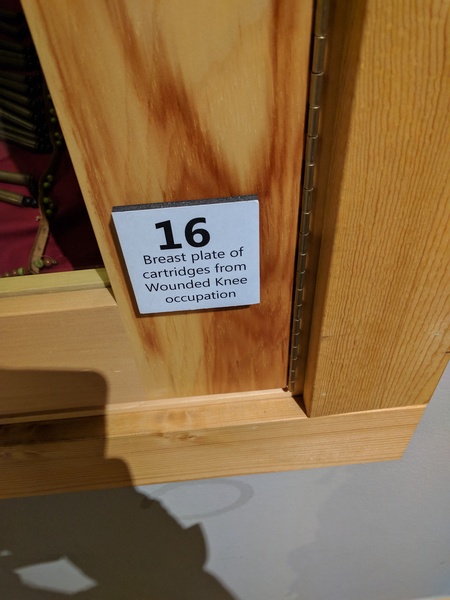 16
Breast plate of
cartridges from
Wounded Knee
occupation